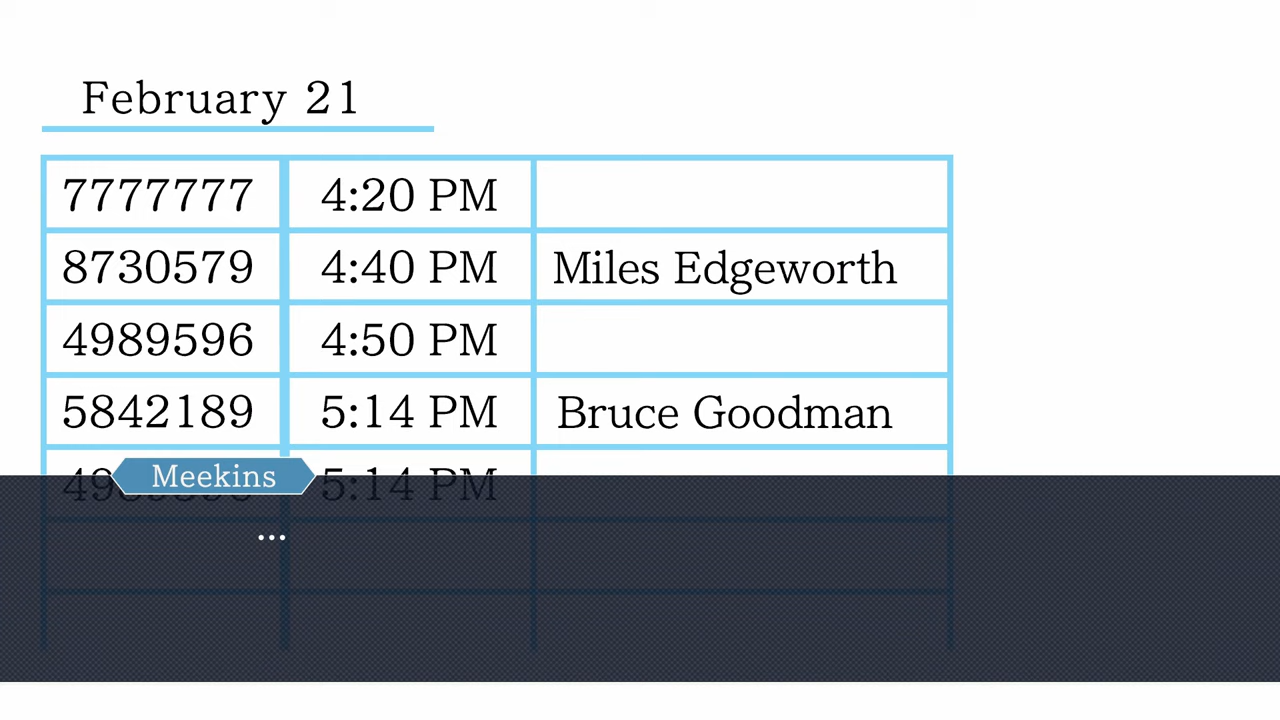 February 21
7777777 4:20 PM
8730579 4:40 PM Miles Edgeworth
4989596 4:50 PM
5842189 5:14 PM Bruce Goodman
5:14 PM
Meekins
...